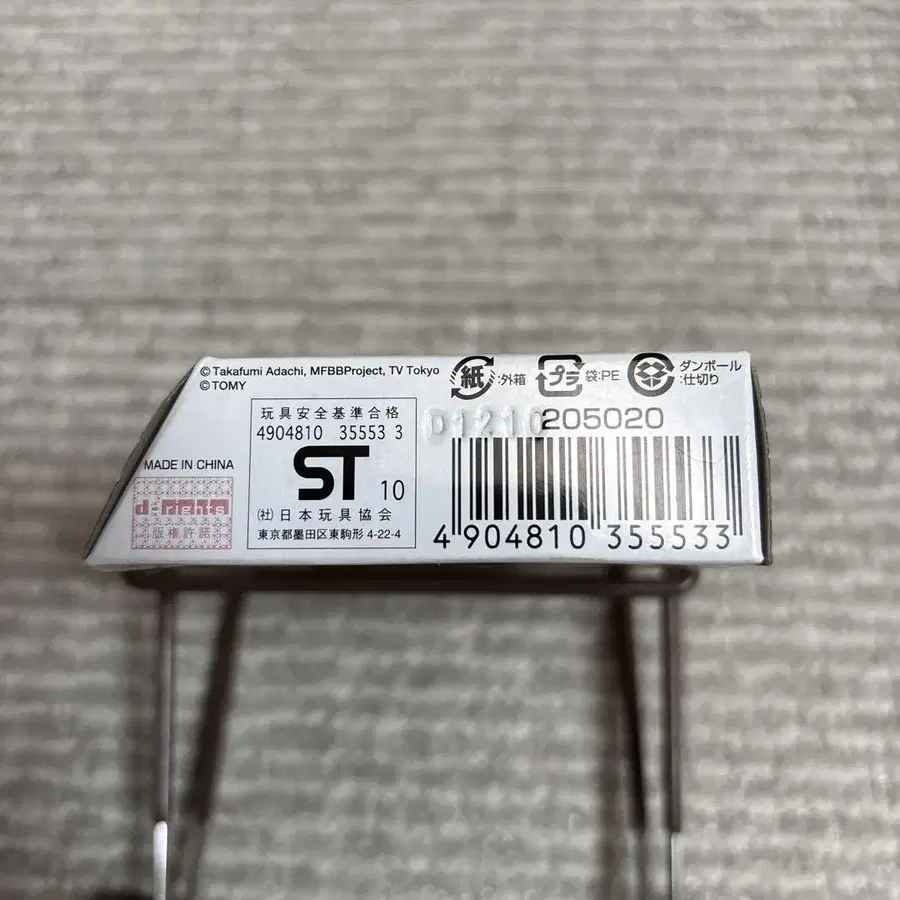 ©Takafumi Adachi, MFBBProject, TV Tokyo
©TOMY
紙 :外箱
プラ 袋:PE
ダンボール
:仕切り
玩具安全基準合格
4904810 35553 3
ST 10
(社)日本玩具協会
東京都墨田区東駒形 4-22-4
MADE IN CHINA
d-rights
版権許諾
D1210
205020
4 904810 355533